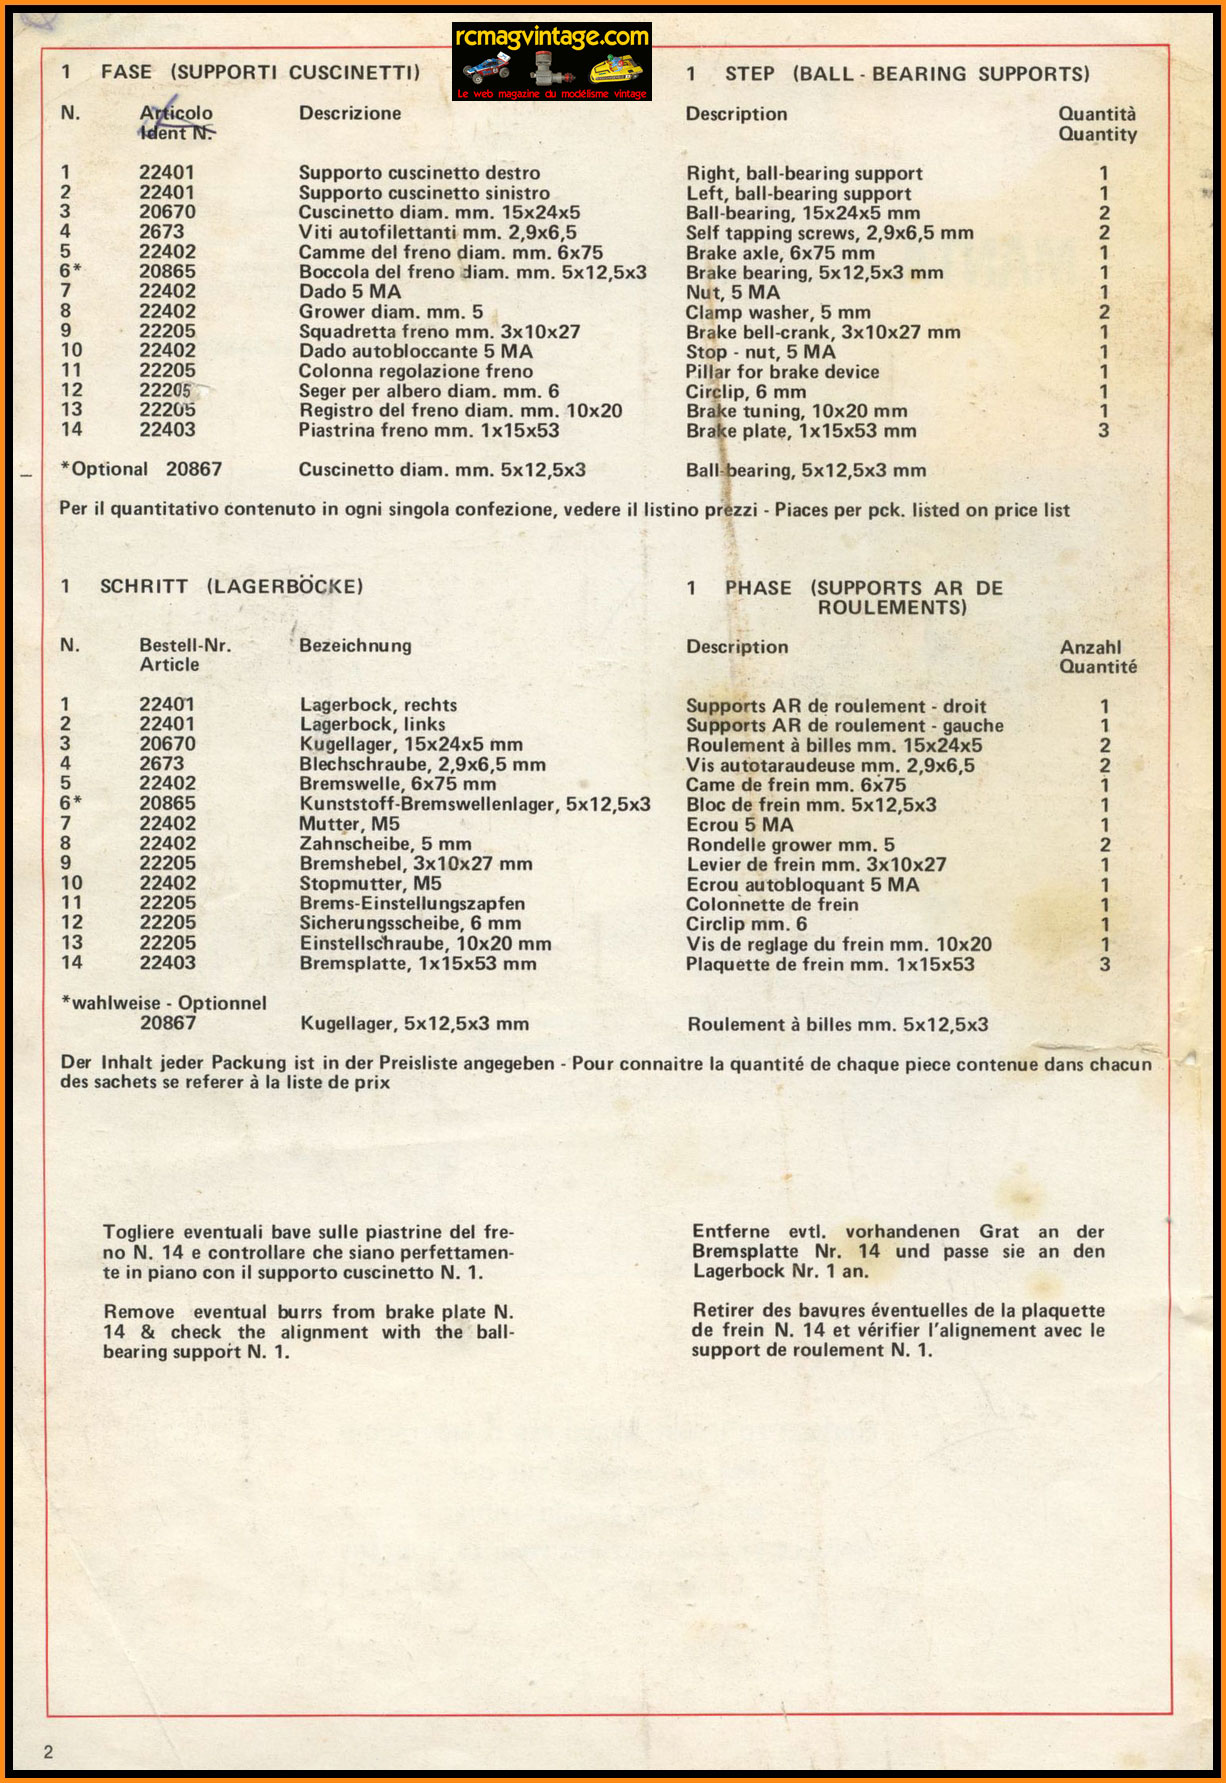 rcmagvintage.com
Le web magazine du modélisme vintage
1 FASE (SUPPORTI CUSCINETTI) 1 STEP (BALL - BEARING SUPPORTS)
N. Articolo Descrizione Description Quantità
Ident N. Quantity
1 22401 Supporto cuscinetto destro Right, ball-bearing support 1
2 22401 Supporto cuscinetto sinistro Left, ball-bearing support 1
3 20670 Cuscinetto diam. mm. 15x24x5 Ball-bearing, 15x24x5 mm 2
4 2673 Viti autofilettanti mm. 2,9x6,5 Self tapping screws, 2,9x6,5 mm 2
5 22402 Camme del freno diam. mm. 6x75 Brake axle, 6x75 mm 1
6* 20865 Boccola del freno diam. mm. 5x12,5x3 Brake bearing, 5x12,5x3 mm 1
7 22402 Dado 5 MA Nut, 5 MA 1
8 22402 Grower diam. mm. 5 Clamp washer, 5 mm 2
9 22205 Squadretta freno mm. 3x10x27 Brake bell-crank, 3x10x27 mm 1
10 22402 Dado autobloccante 5 MA Stop - nut, 5 MA 1
11 22205 Colonna regolazione freno Pillar for brake device 1
12 22205 Seger per albero diam. mm. 6 Circlip, 6 mm 1
13 22205 Registro del freno diam. mm. 10x20 Brake tuning, 10x20 mm 1
14 22403 Piastrina freno mm. 1x15x53 Brake plate, 1x15x53 mm 3
*Optional 20867 Cuscinetto diam. mm. 5x12,5x3 Ball-bearing, 5x12,5x3 mm
Per il quantitativo contenuto in ogni singola confezione, vedere il listino prezzi - Piaces per pck. listed on price list
1 SCHRITT (LAGERBÖCKE) 1 PHASE (SUPPORTS AR DE
ROULEMENTS)
N. Bestell-Nr. Bezeichnung Description Anzahl
Article Quantité
1 22401 Lagerbock, rechts Supports AR de roulement - droit 1
2 22401 Lagerbock, links Supports AR de roulement - gauche 1
3 20670 Kugellager, 15x24x5 mm Roulement à billes mm. 15x24x5 2
4 2673 Blechschraube, 2,9x6,5 mm Vis autotaraudeuse mm. 2,9x6,5 2
5 22402 Bremswelle, 6x75 mm Came de frein mm. 6x75 1
6* 20865 Kunststoff-Bremswellenlager, 5x12,5x3 Bloc de frein mm. 5x12,5x3 1
7 22402 Mutter, M5 Ecrou 5 MA 1
8 22402 Zahnscheibe, 5 mm Rondelle grower mm. 5 2
9 22205 Bremshebel, 3x10x27 mm Levier de frein mm. 3x10x27 1
10 22402 Stopmutter, M5 Ecrou autobloquant 5 MA 1
11 22205 Brems-Einstellungszapfen Colonnette de frein 1
12 22205 Sicherungsscheibe, 6 mm Circlip mm. 6 1
13 22205 Einstellschraube, 10x20 mm Vis de reglage du frein mm. 10x20 1
14 22403 Bremsplatte, 1x15x53 mm Plaquette de frein mm. 1x15x53 3
*wahlweise - Optionnel
20867 Kugellager, 5x12,5x3 mm Roulement à billes mm. 5x12,5x3
Der Inhalt jeder Packung ist in der Preisliste angegeben - Pour connaitre la quantité de chaque piece contenue dans chacun
des sachets se referer à la liste de prix
Togliere eventuali bave sulle piastrine del fre-
no N. 14 e controllare che siano perfettamen-
te in piano con il supporto cuscinetto N. 1.
Remove eventual burrs from brake plate N.
14 & check the alignment with the ball-
bearing support N. 1.
Entferne evtl. vorhandenen Grat an der
Bremsplatte Nr. 14 und passe sie an den
Lagerbock Nr. 1 an.
Retirer des bavures éventuelles de la plaquette
de frein N. 14 et vérifier l'alignement avec le
support de roulement N. 1.
2